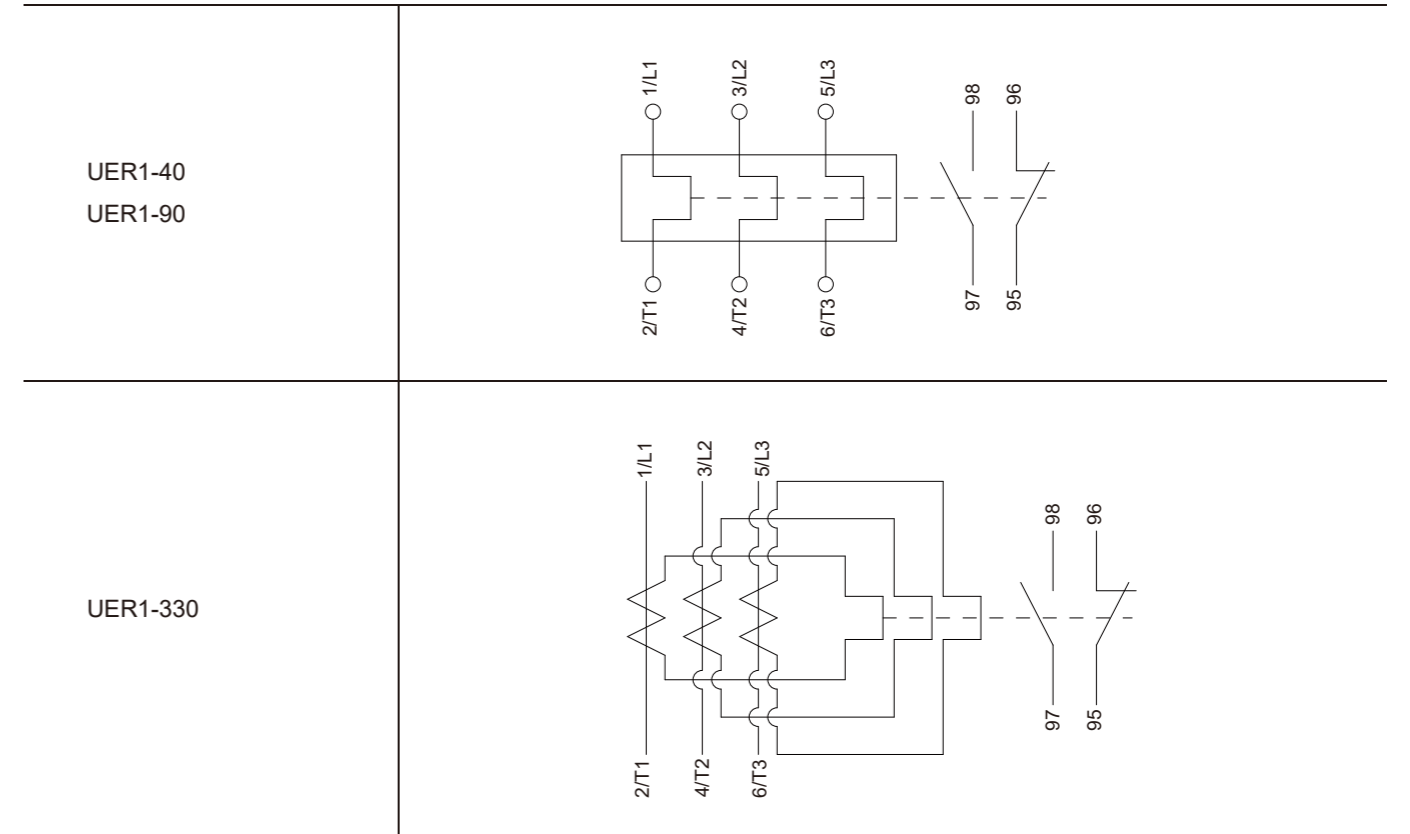 UER1-40
UER1-90
1/L1
3/L2
5/L3
98
96
2/T1
4/T2
6/T3
97
95
UER1-330
1/L1
3/L2
5/L3
98
96
2/T1
4/T2
6/T3
97
95